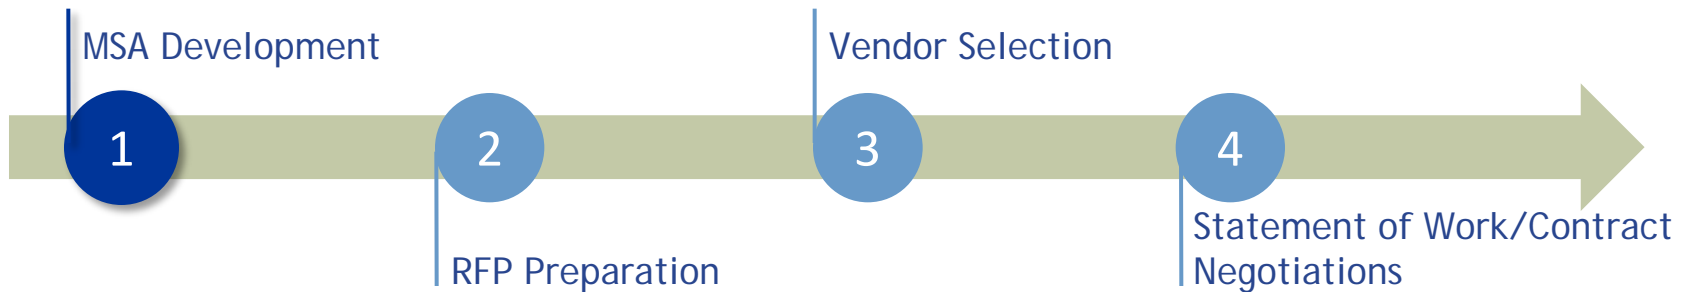 MSA Development
1
2
RFP Preparation
Vendor Selection
3
4
Statement of Work/Contract
Negotiations